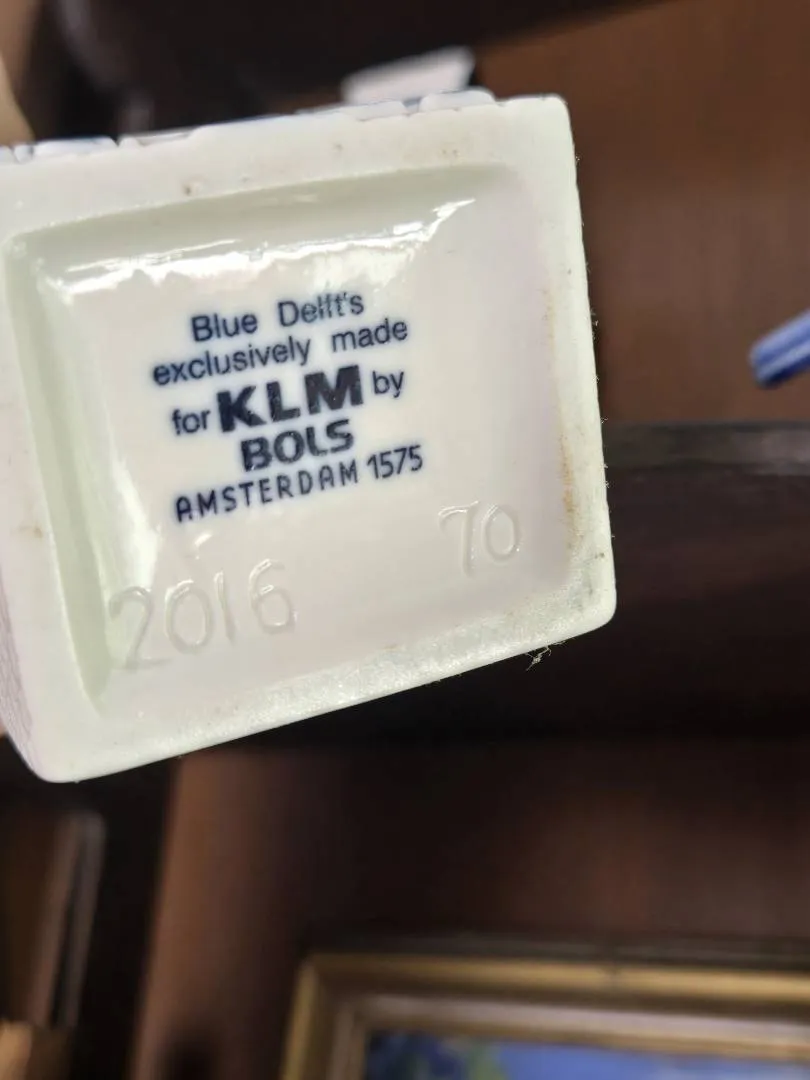 Blue Delft's
exclusively made
for KLM by
BOLS
AMSTERDAM 1575
70
2016